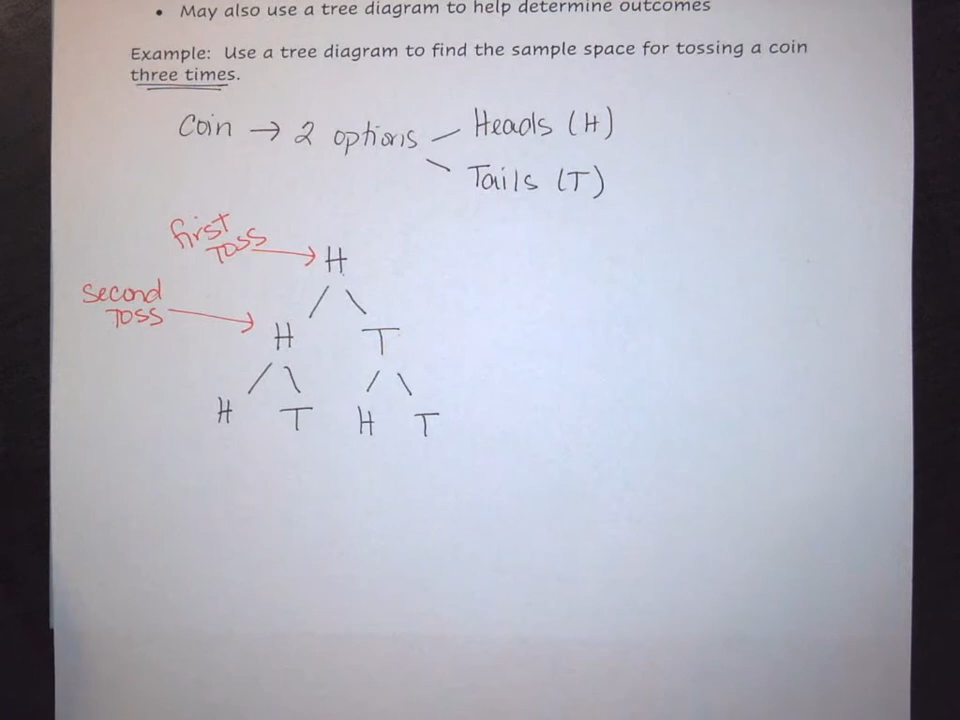 • May also use a tree diagram to help determine outcomes
Example: Use a tree diagram to find the sample space for tossing a coin
three times.
Coin → 2 options
Heads (H)
Tails (T)
first
Toss → H
Second
Toss → H T
H T H T